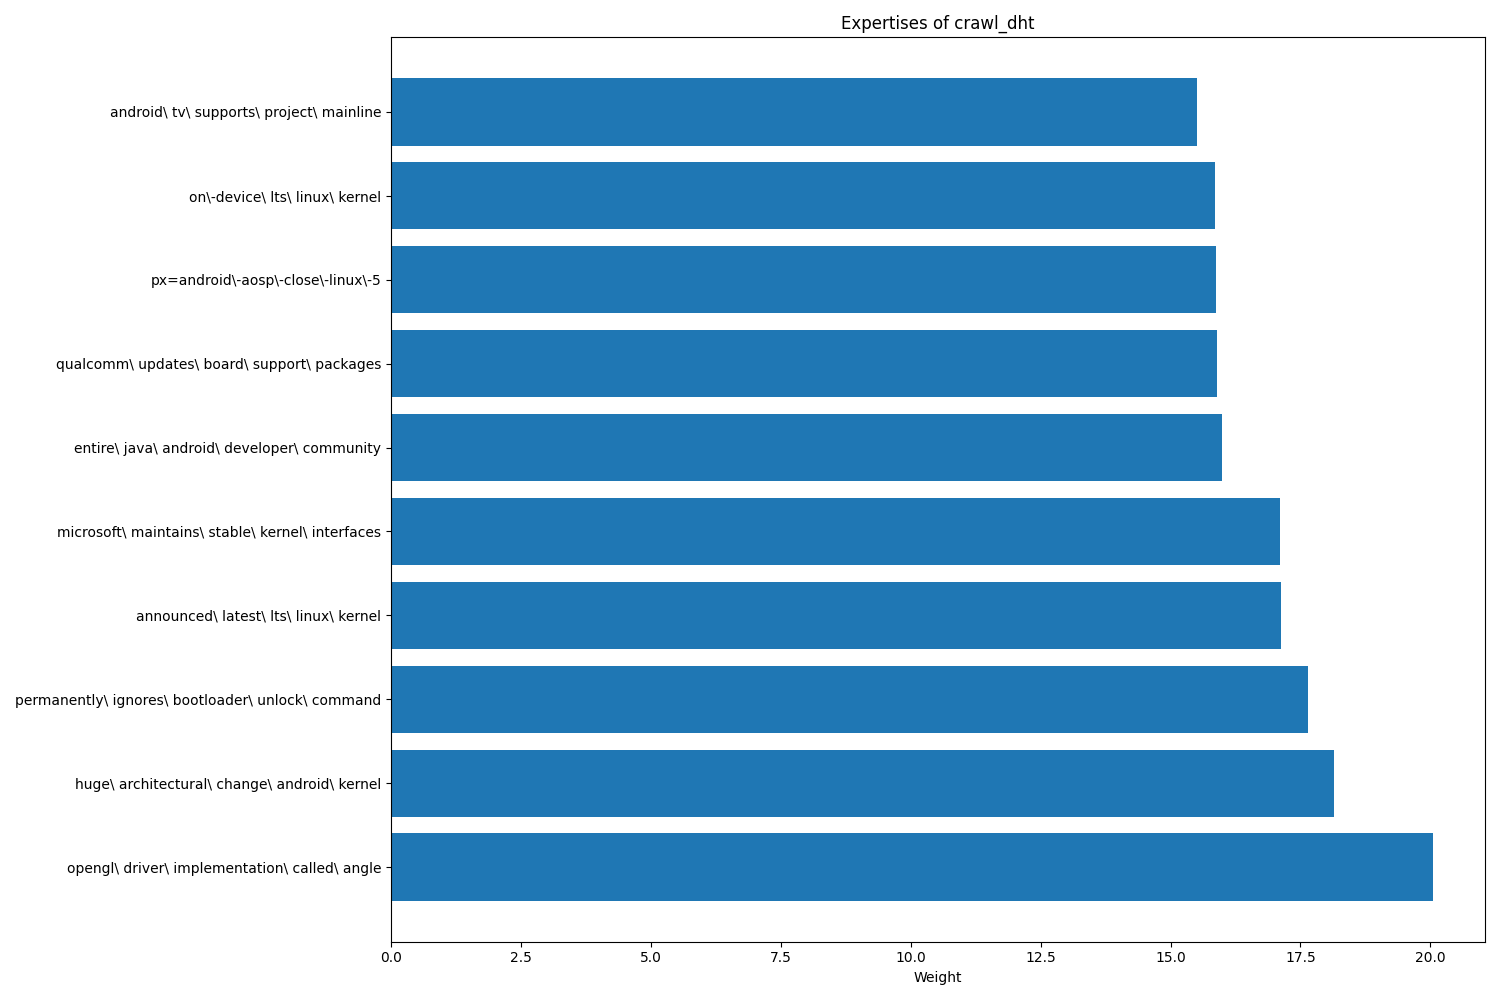 Expertises of crawl_dht
android\ tv\ supports\ project\ mainline
on\-device\ lts\ linux\ kernel
px=android\-aosp\-close\-linux\-5
qualcomm\ updates\ board\ support\ packages
entire\ java\ android\ developer\ community
microsoft\ maintains\ stable\ kernel\ interfaces
announced\ latest\ lts\ linux\ kernel
permanently\ ignores\ bootloader\ unlock\ command
huge\ architectural\ change\ android\ kernel
opengl\ driver\ implementation\ called\ angle
0.0 2.5 5.0 7.5 10.0 12.5 15.0 17.5 20.0
Weight